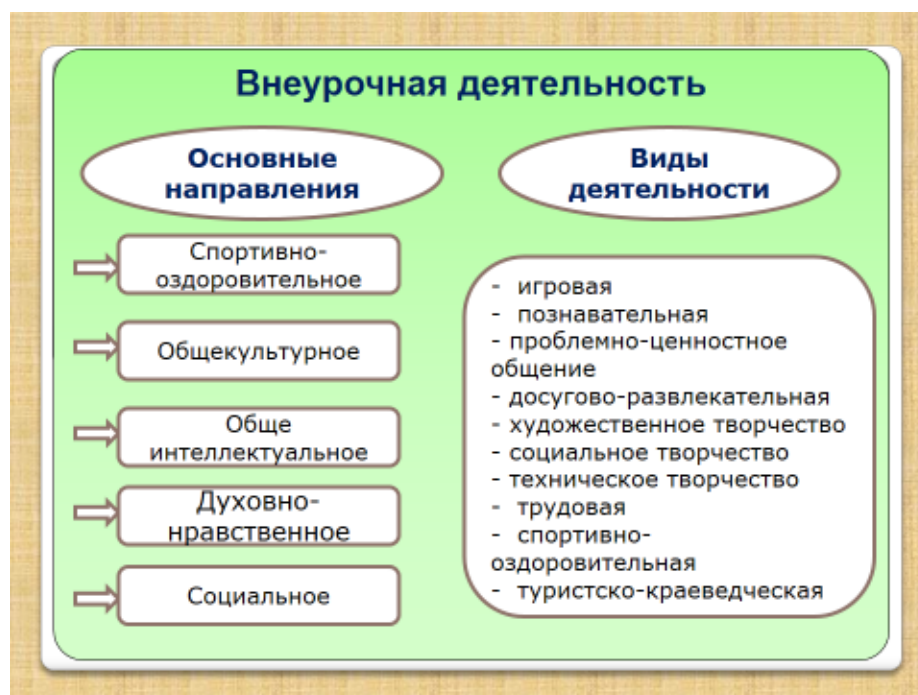 Внеурочная деятельность
Основные
направления
Спортивно-
оздоровительное
Общекультурное
Обще
интеллектуальное
Духовно-
нравственное
Социальное
Виды
деятельности
- игровая
- познавательная
- проблемно-ценностное
общение
- досугово-развлекательная
- художественное творчество
- социальное творчество
- техническое творчество
- трудовая
- спортивно-
оздоровительная
- туристско-краеведческая